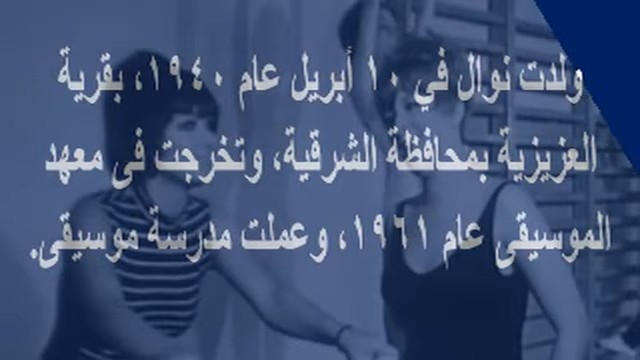 ولدت نوال في ١٠ أبريل عام ١٩٤٠، بقرية
العزيزية بمحافظة الشرقية، وتخرجت فى معهد
الموسيقى عام ١٩٦١، وعملت مدرسة موسيقى.